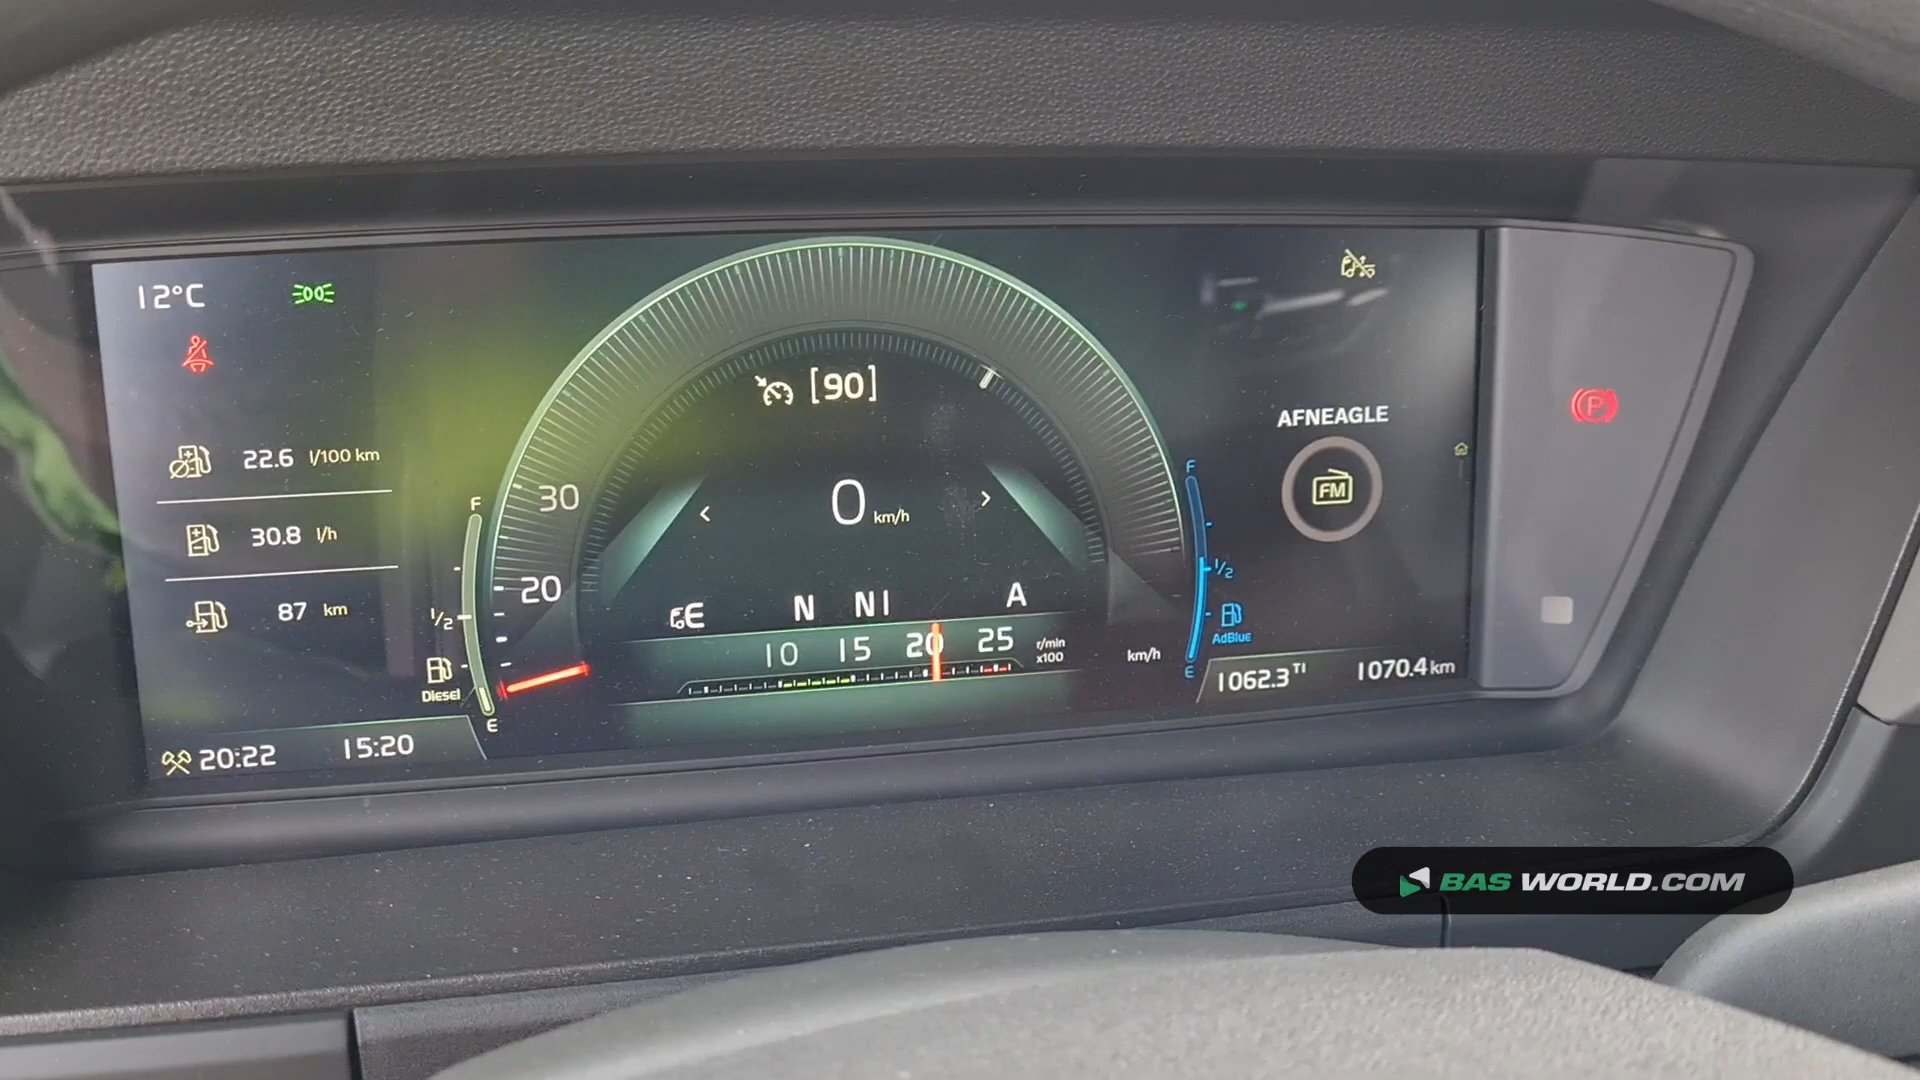 12°C
[90]
AFNEAGLE
FM
22.6 l/100 km
30.8 l/h
87 km
F
30
20
1/2
Diesel
E
< 0 km/h >
E N N1 A
10 15 20 25 r/min x100
km/h
F
1/2
AdBlue
E
1062.3 TI 1070.4 km
20:22 15:20
P
BAS WORLD.COM